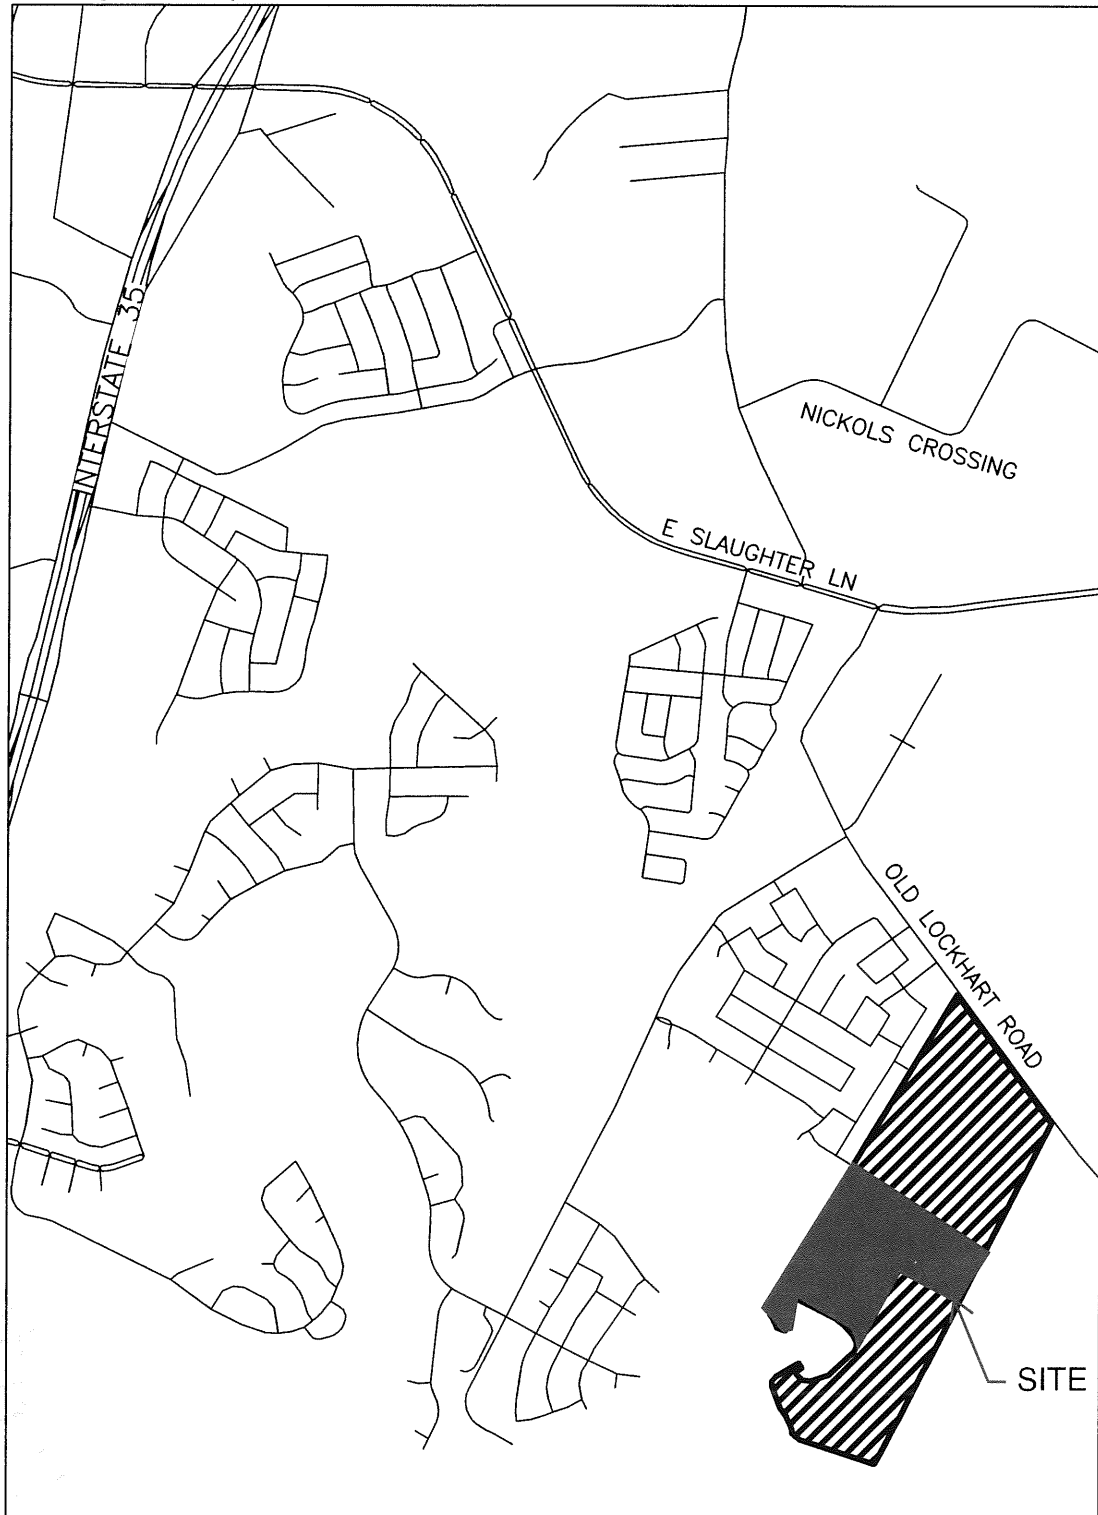 INTERSTATE 35
NICKOLS CROSSING
E SLAUGHTER LN
OLD LOCKHART ROAD
SITE